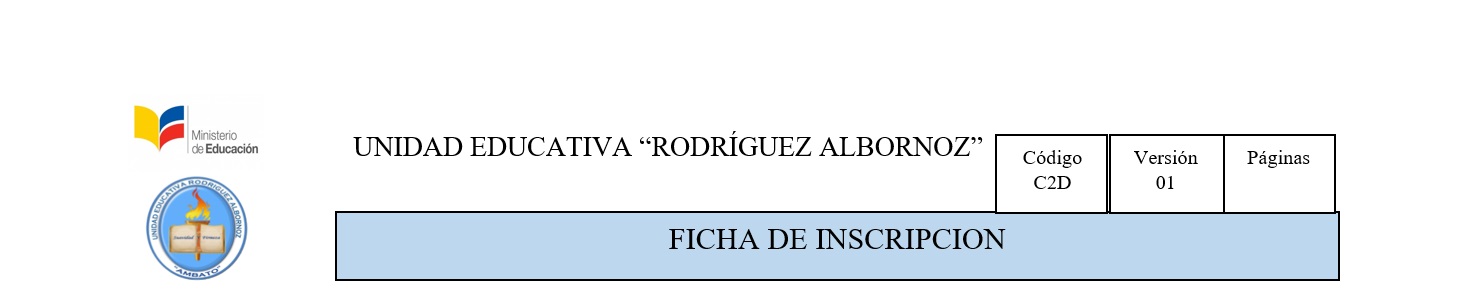 Ministerio
de Educación
UNIDAD EDUCATIVA “RODRÍGUEZ ALBORNOZ”
Código
C2D
Versión
01
Páginas
UNIDAD EDUCATIVA RODRIGUEZ ALBORNOZ
"AMBATO"
FICHA DE INSCRIPCION